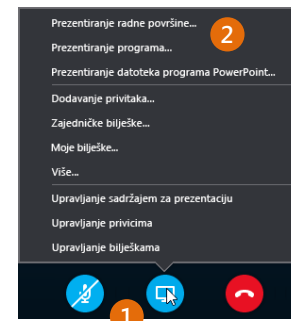 Prezentiranje radne površine...
2
Prezentiranje programa...
Prezentiranje datoteka programa PowerPoint...
Dodavanje privitaka...
Zajedničke bilješke...
Moje bilješke...
Više...
Upravljanje sadržajem za prezentaciju
Upravljanje privicima
Upravljanje bilješkama
1